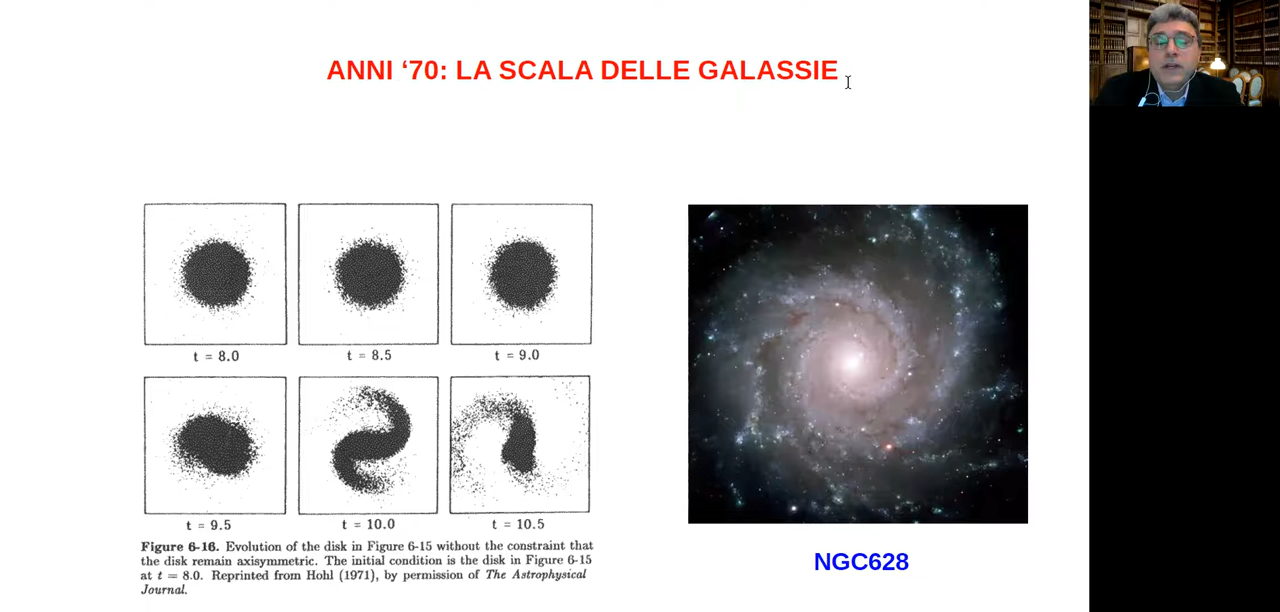 ANNI ‘70: LA SCALA DELLE GALASSIE
t = 8.0
t = 8.5
t = 9.0
t = 9.5
t = 10.0
t = 10.5
Figure 6-16. Evolution of the disk in Figure 6-15 without the constraint that
the disk remain axisymmetric. The initial condition is the disk in Figure 6-15
at t = 8.0. Reprinted from Hohl (1971), by permission of The Astrophysical
Journal.
NGC628